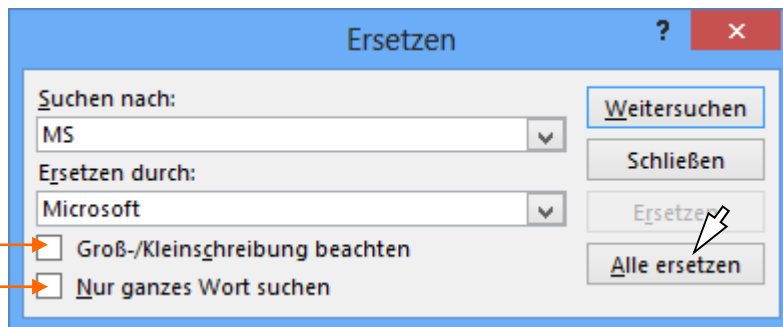 Ersetzen
?
Suchen nach:
MS
Ersetzen durch:
Microsoft
Groß-/Kleinschreibung beachten
Nur ganzes Wort suchen
Weitersuchen
Schließen
Ersetzen
Alle ersetzen